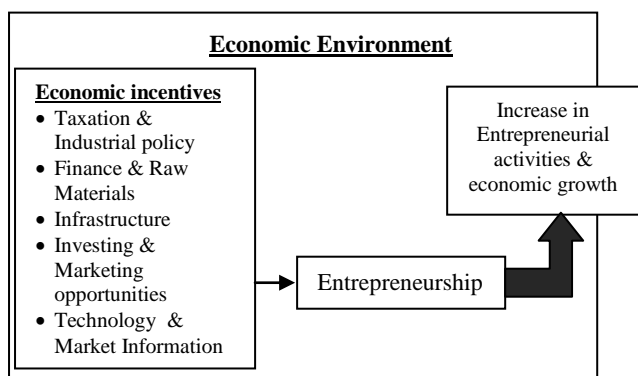 Economic Environment
Economic incentives
• Taxation &
Industrial policy
• Finance & Raw
Materials
• Infrastructure
• Investing &
Marketing
opportunities
• Technology &
Market Information
Entrepreneurship
Increase in
Entrepreneurial
activities &
economic growth